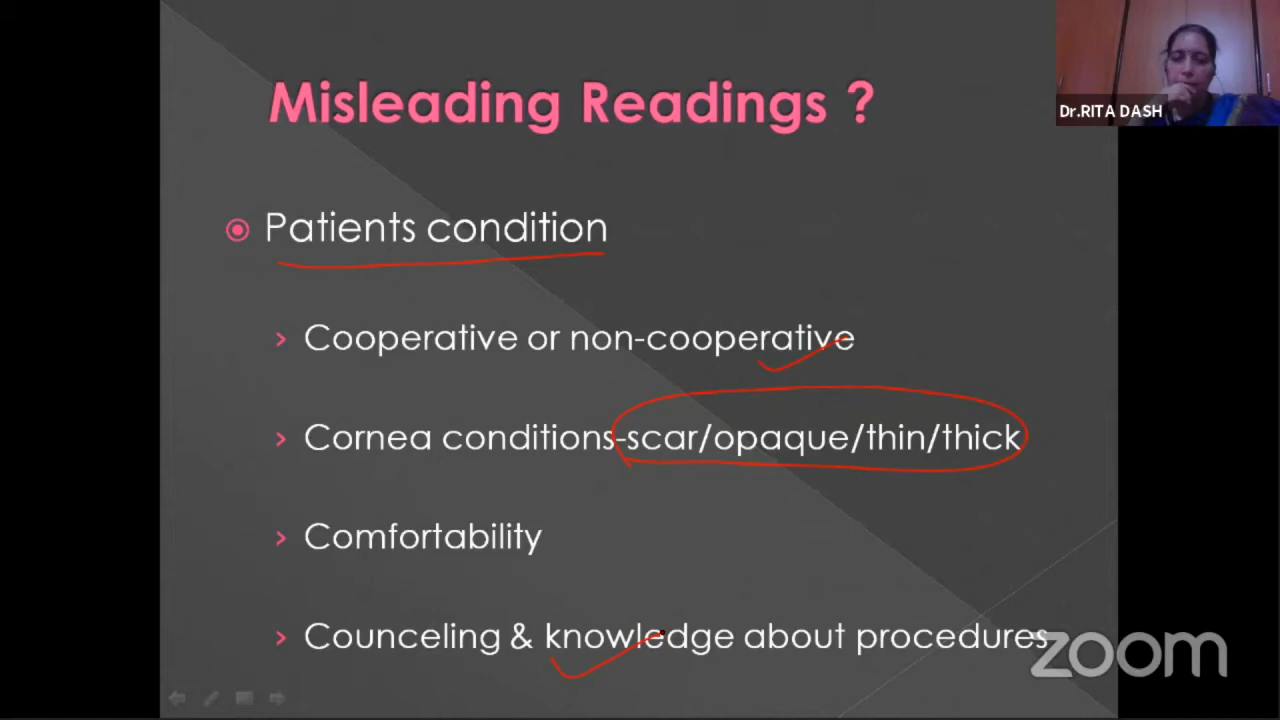 Misleading Readings ?
Dr.RITA DASH
Patients condition
Cooperative or non-cooperative
Cornea conditions-scar/opaque/thin/thick
Comfortability
Counceling & knowledge about procedures
zoom